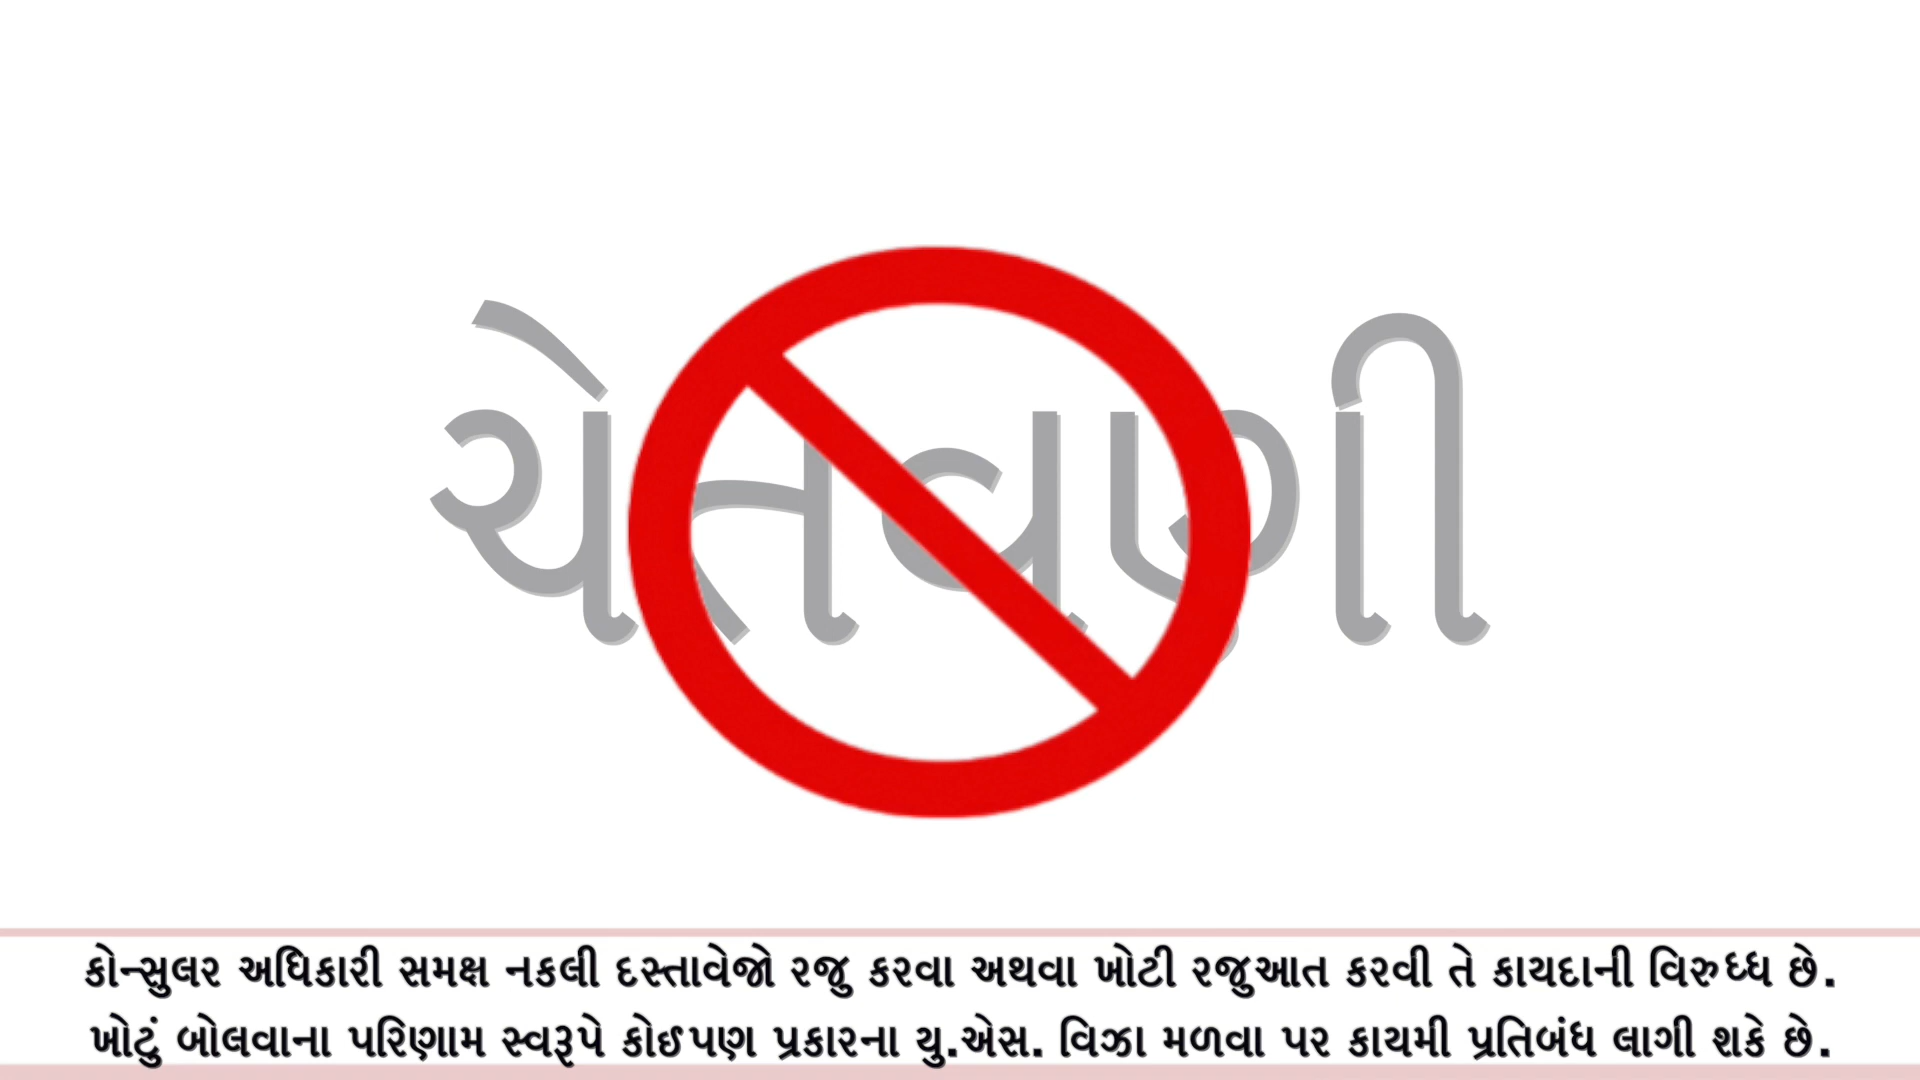 ચેતવણી
કોન્સુલર અધિકારી સમક્ષ નકલી દસ્તાવેજો રજુ કરવા અથવા ખોટી રજુઆત કરવી તે કાયદાની વિરુધ્ધ છે.
ખોટું બોલવાના પરિણામ સ્વરૂપે કોઈપણ પ્રકારના યુ.એસ. વિઝા મળવા પર કાયમી પ્રતિબંધ લાગી શકે છે.